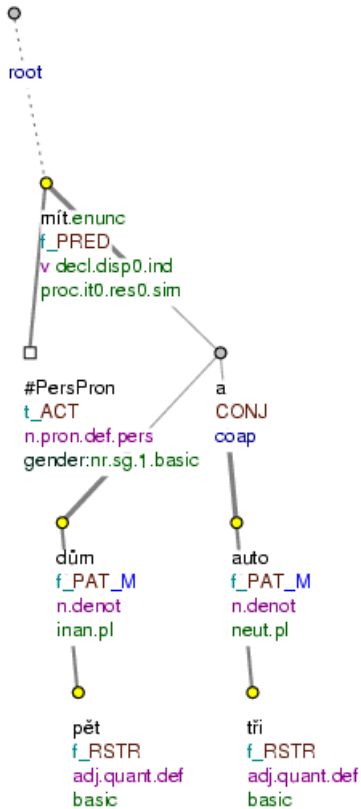 root
mít.enunc
f_PRED
v decl.disp0.ind
proc.it0.res0.sim
#PersPron
t_ACT
n.pron.def.pers
gender:nr.sg.1.basic
a
CONJ
coap
dům
f_PAT_M
n.denot
inan.pl
auto
f_PAT_M
n.denot
neut.pl
pět
f_RSTR
adj.quant.def
basic
tři
f_RSTR
adj.quant.def
basic